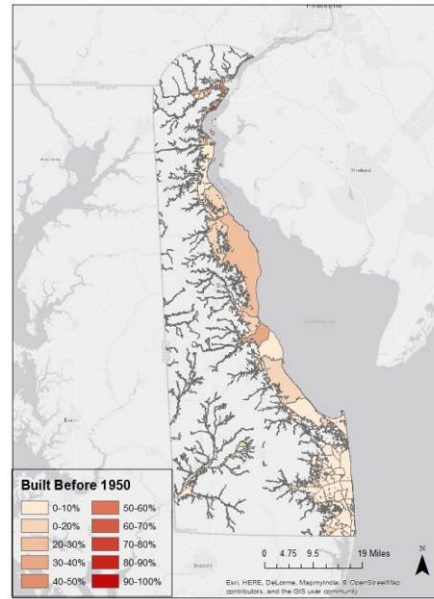 Philadelphia
Vineland
Built Before 1950
0-10%
0-20%
20-30%
30-40%
40-50%
50-60%
60-70%
70-80%
80-90%
90-100%
0 4.75 9.5 19 Miles
N
Esri, HERE, DeLorme, MapmyIndia, © OpenStreetMap
contributors, and the GIS user community